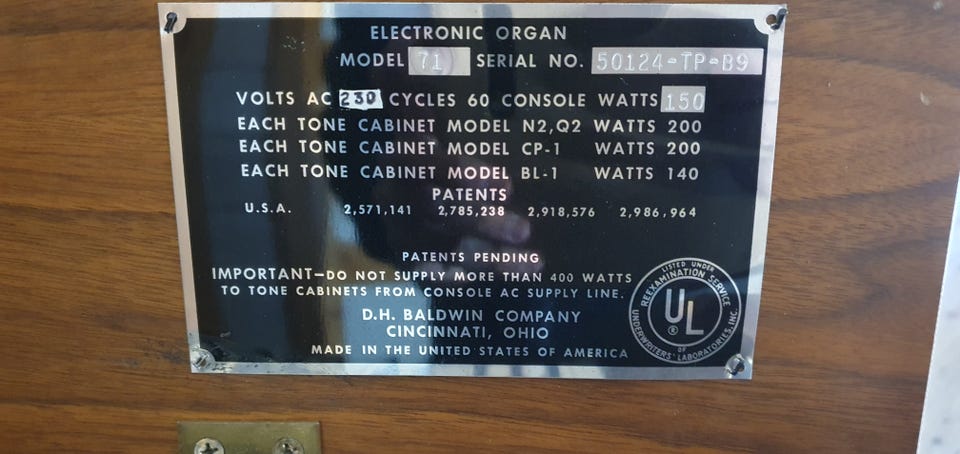 ELECTRONIC ORGAN
MODEL 71 SERIAL NO. 50124-TP-B9
VOLTS AC 230 CYCLES 60 CONSOLE WATTS 150
EACH TONE CABINET MODEL N2,Q2 WATTS 200
EACH TONE CABINET MODEL CP-1 WATTS 200
EACH TONE CABINET MODEL BL-1 WATTS 140
PATENTS
U.S.A. 2,571,141 2,785,238 2,918,576 2,986,964
PATENTS PENDING
IMPORTANT—DO NOT SUPPLY MORE THAN 400 WATTS
TO TONE CABINETS FROM CONSOLE AC SUPPLY LINE.
D.H. BALDWIN COMPANY
CINCINNATI, OHIO
MADE IN THE UNITED STATES OF AMERICA
LISTED UNDER
REEXAMINATION SERVICE
UL ®
OF
UNDERWRITERS' LABORATORIES, INC.